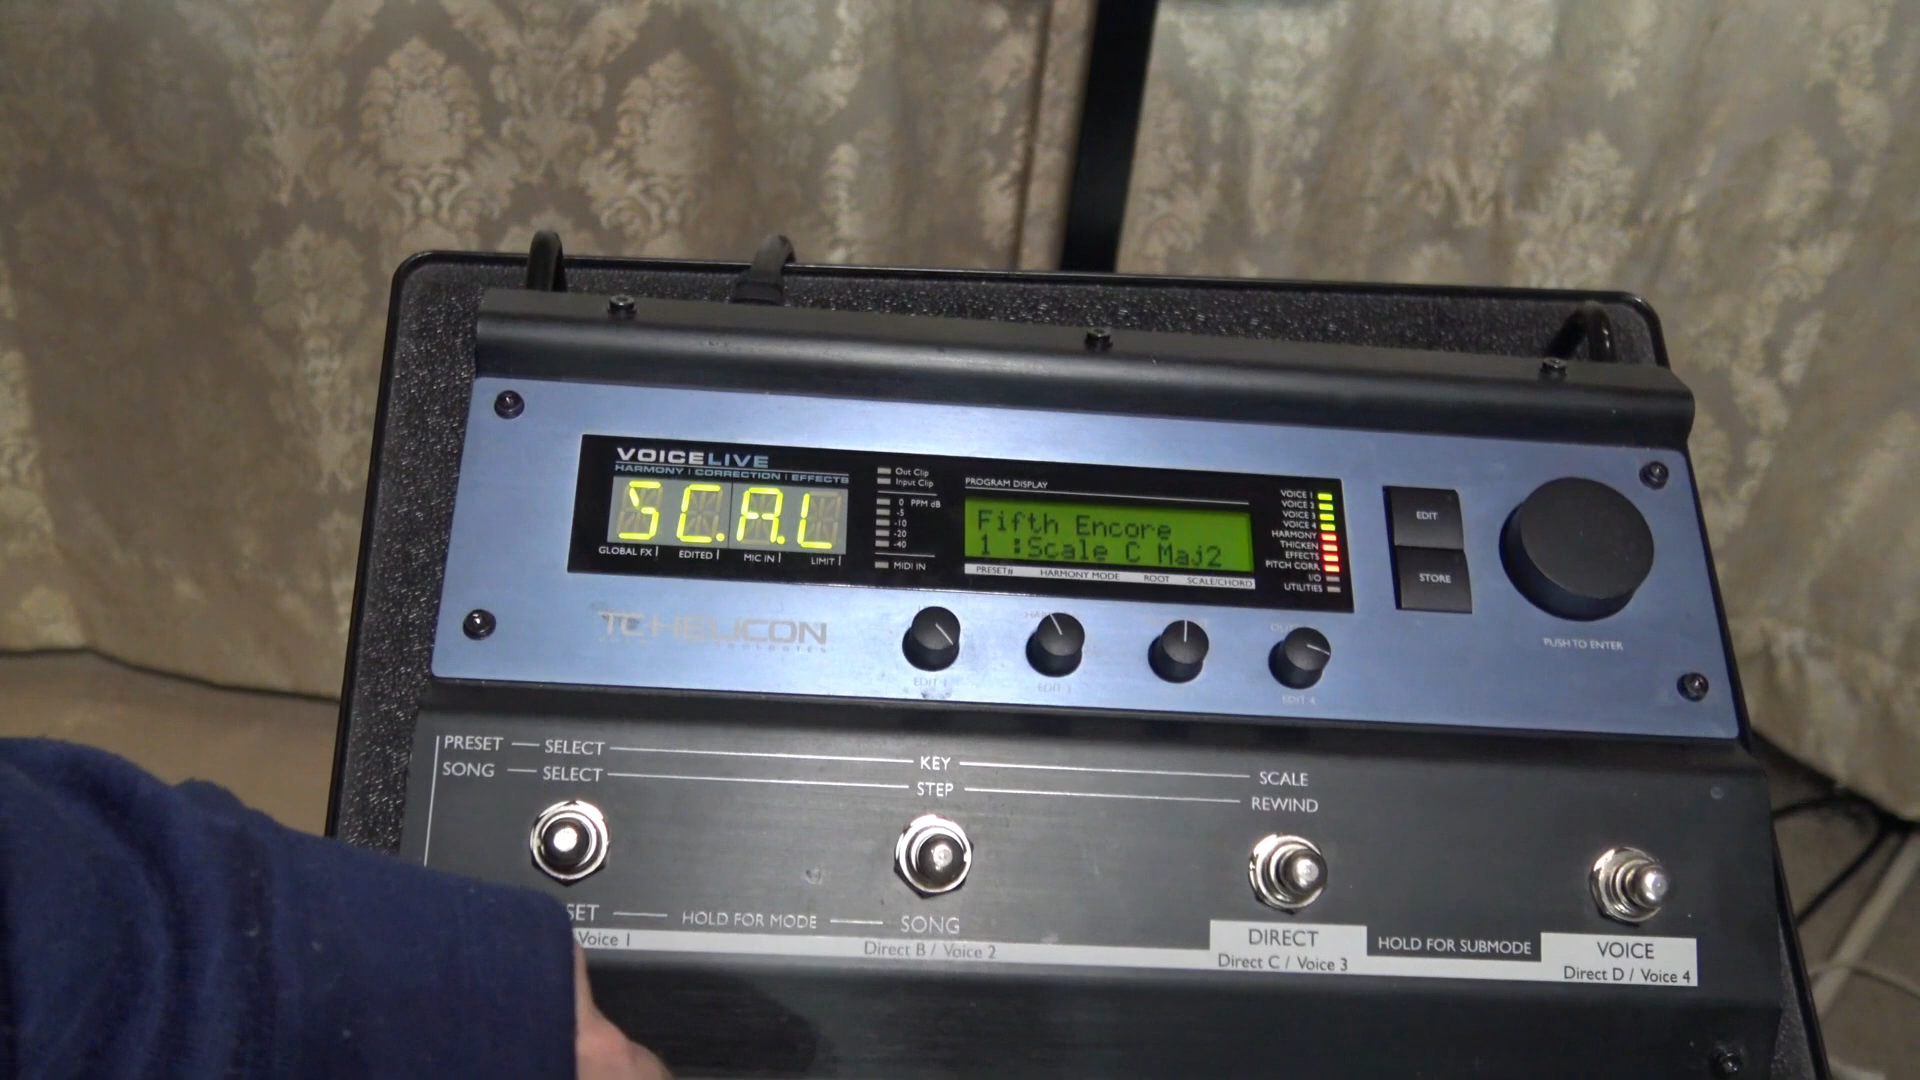 VOICELIVE
HARMONY | CORRECTION | EFFECTS
SC.A.L
GLOBAL FX
EDITED
MIC IN
LIMIT
Out Clip
Input Clip
0 PPM dB
-5
-10
-20
-40
MIDI IN
PROGRAM DISPLAY
Fifth Encore
1 :Scale C Maj2
PRESET# HARMONY MODE ROOT SCALE/CHORD
VOICE 1
VOICE 2
VOICE 3
VOICE 4
HARMONY
THICKEN
EFFECTS
PITCH CORR.
I/O
UTILITIES
EDIT
STORE
PUSH TO ENTER
TC HELICON
EDIT 1
EDIT 4
PRESET SELECT KEY SCALE
SONG SELECT STEP REWIND
HOLD FOR MODE SONG
DIRECT HOLD FOR SUBMODE VOICE
Voice 1 Direct B / Voice 2 Direct C / Voice 3 Direct D / Voice 4